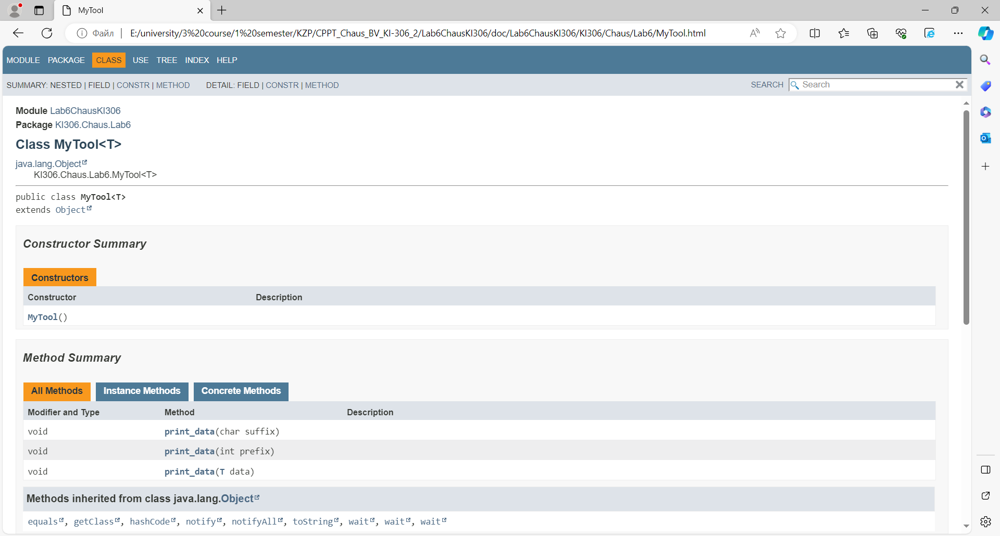 MyTool
Файл
E:/university/3%20course/1%20semester/KZP/CPPT_Chaus_BV_KI-306_2/Lab6ChausKI306/doc/Lab6ChausKI306/KI306/Chaus/Lab6/MyTool.html
MODULE PACKAGE CLASS USE TREE INDEX HELP
SUMMARY: NESTED | FIELD | CONSTR | METHOD DETAIL: FIELD | CONSTR | METHOD SEARCH Search
Module Lab6ChausKI306
Package KI306.Chaus.Lab6
Class MyTool<T>
java.lang.Object
KI306.Chaus.Lab6.MyTool<T>
public class MyTool<T>
extends Object
Constructor Summary
Constructors
Constructor Description
MyTool()
Method Summary
All Methods Instance Methods Concrete Methods
Modifier and Type Method Description
void print_data(char suffix)
void print_data(int prefix)
void print_data(T data)
Methods inherited from class java.lang.Object
equals, getClass, hashCode, notify, notifyAll, toString, wait, wait, wait